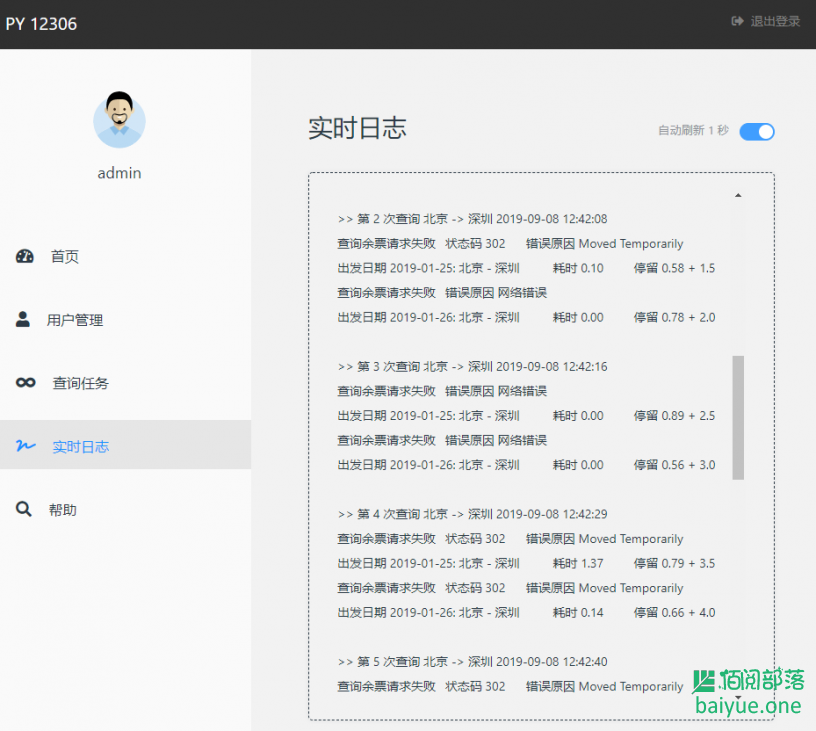 PY 12306
退出登录
admin
首页
用户管理
查询任务
实时日志
帮助
实时日志
自动刷新 1 秒
>> 第 2 次查询 北京 -> 深圳 2019-09-08 12:42:08
查询余票请求失败 状态码 302 错误原因 Moved Temporarily
出发日期 2019-01-25: 北京 - 深圳 耗时 0.10 停留 0.58 + 1.5
查询余票请求失败 错误原因 网络错误
出发日期 2019-01-26: 北京 - 深圳 耗时 0.00 停留 0.78 + 2.0
>> 第 3 次查询 北京 -> 深圳 2019-09-08 12:42:16
查询余票请求失败 错误原因 网络错误
出发日期 2019-01-25: 北京 - 深圳 耗时 0.00 停留 0.89 + 2.5
查询余票请求失败 错误原因 网络错误
出发日期 2019-01-26: 北京 - 深圳 耗时 0.00 停留 0.56 + 3.0
>> 第 4 次查询 北京 -> 深圳 2019-09-08 12:42:29
查询余票请求失败 状态码 302 错误原因 Moved Temporarily
出发日期 2019-01-25: 北京 - 深圳 耗时 1.37 停留 0.79 + 3.5
查询余票请求失败 状态码 302 错误原因 Moved Temporarily
出发日期 2019-01-26: 北京 - 深圳 耗时 0.14 停留 0.66 + 4.0
>> 第 5 次查询 北京 -> 深圳 2019-09-08 12:42:40
查询余票请求失败 状态码 302 错误原因 Moved Temporarily
佰阅部落
baiyue.one